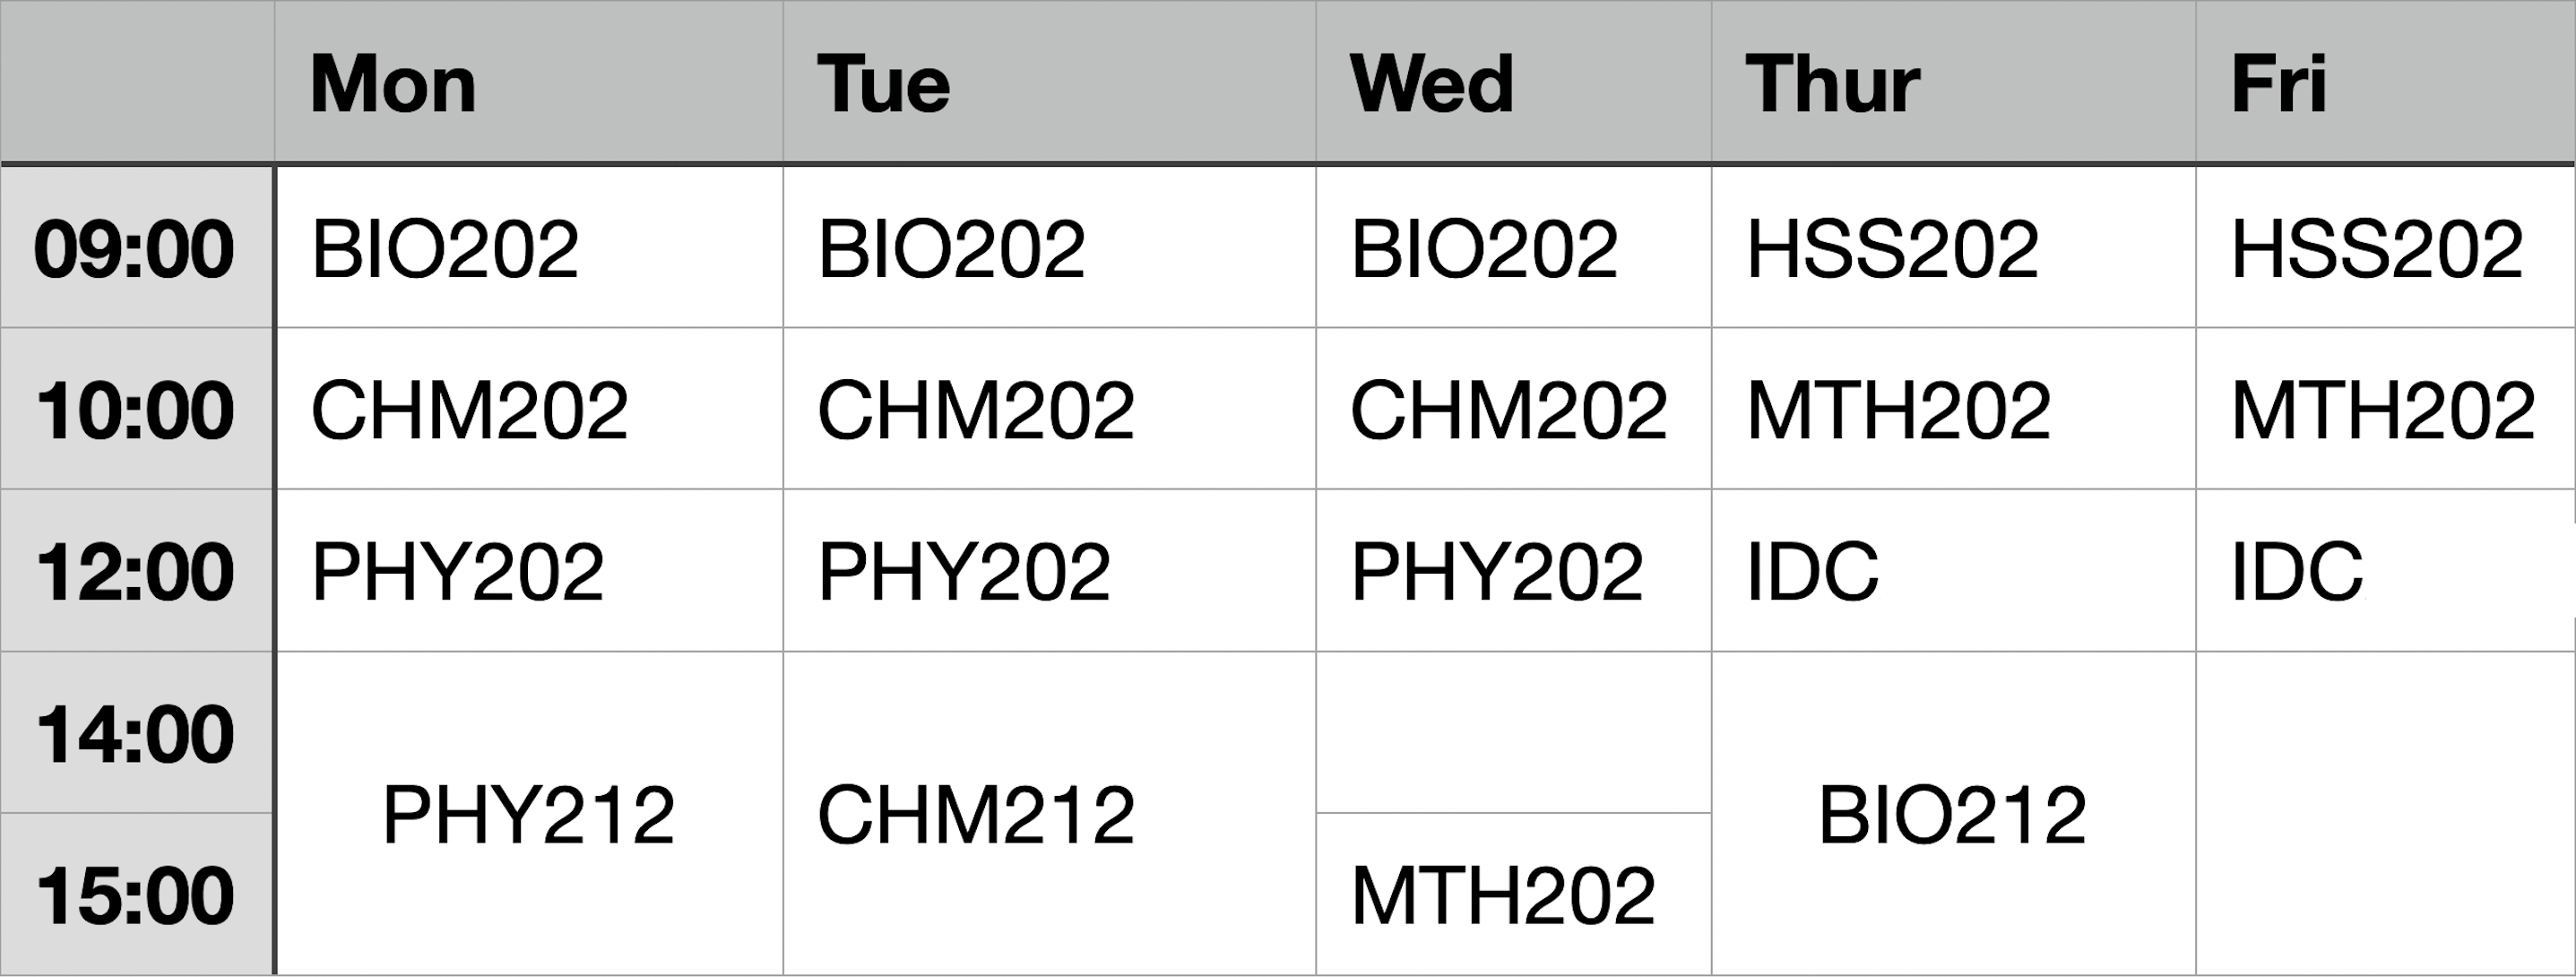 Mon Tue Wed Thur Fri
09:00 BIO202 BIO202 BIO202 HSS202 HSS202
10:00 CHM202 CHM202 CHM202 MTH202 MTH202
12:00 PHY202 PHY202 PHY202 IDC IDC
14:00
PHY212 CHM212 BIO212
15:00 MTH202